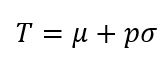 T = μ + pσ